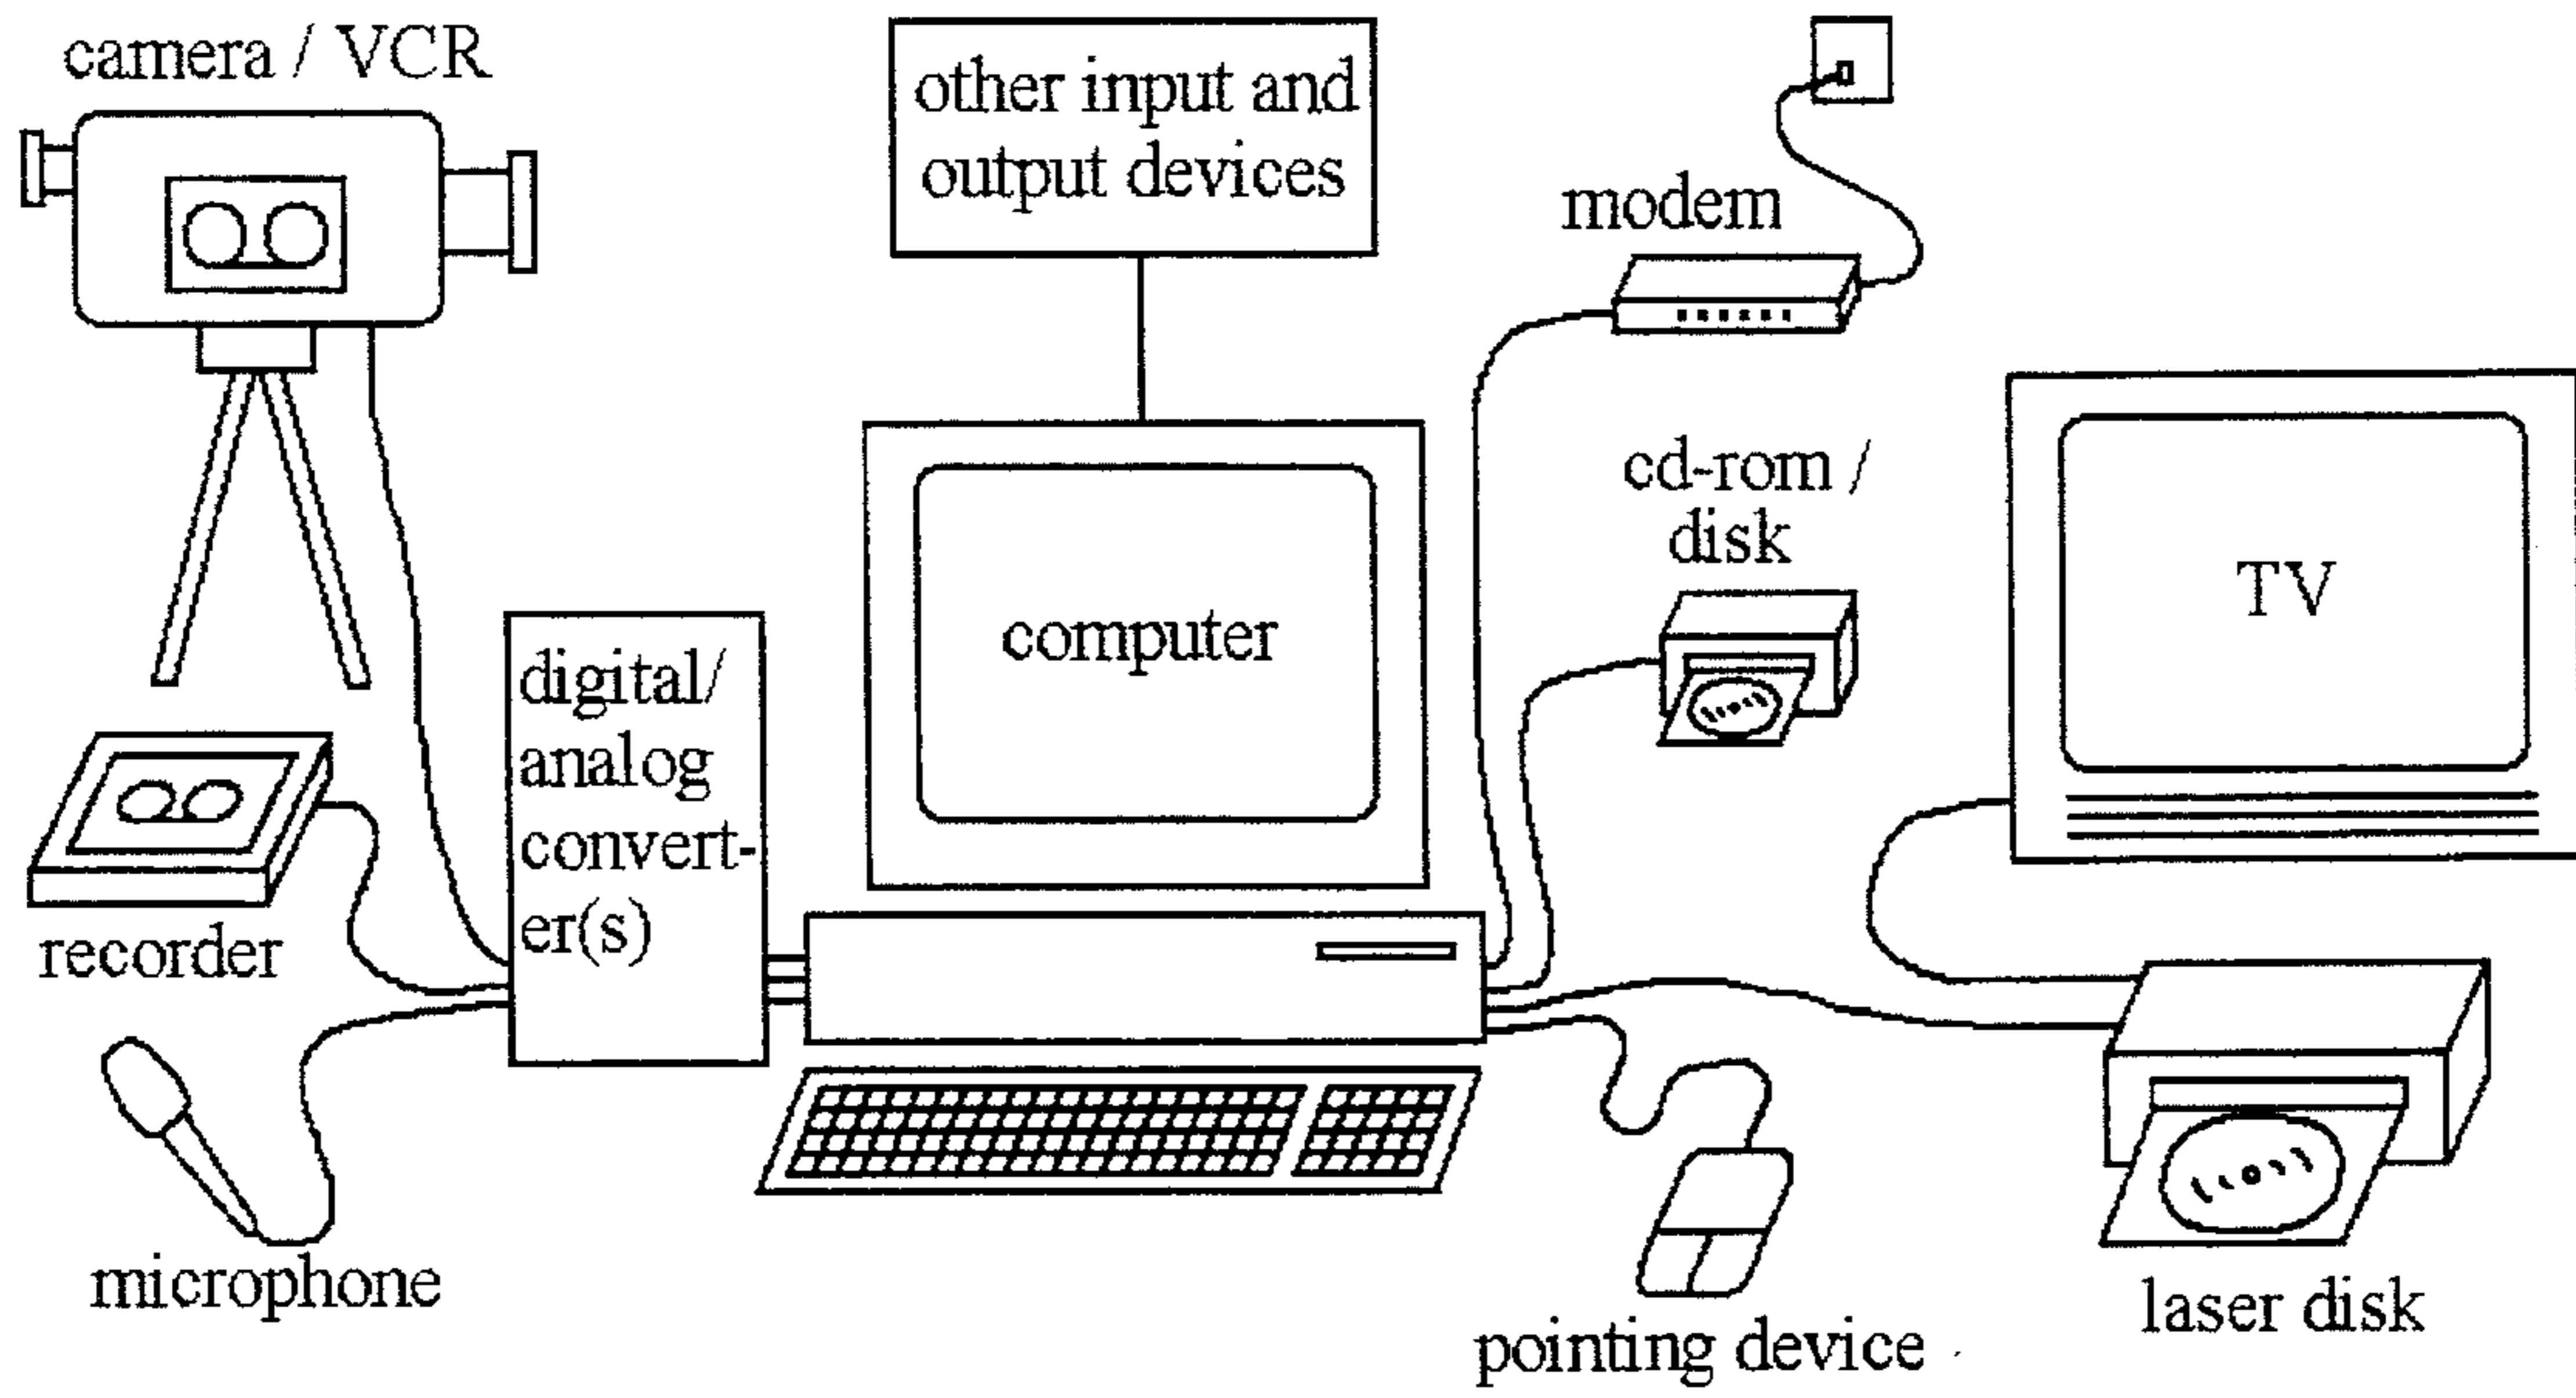 camera / VCR
other input and
output devices
modem
cd-rom /
disk
TV
computer
digital/
analog
convert-
er(s)
recorder
microphone
pointing device
laser disk